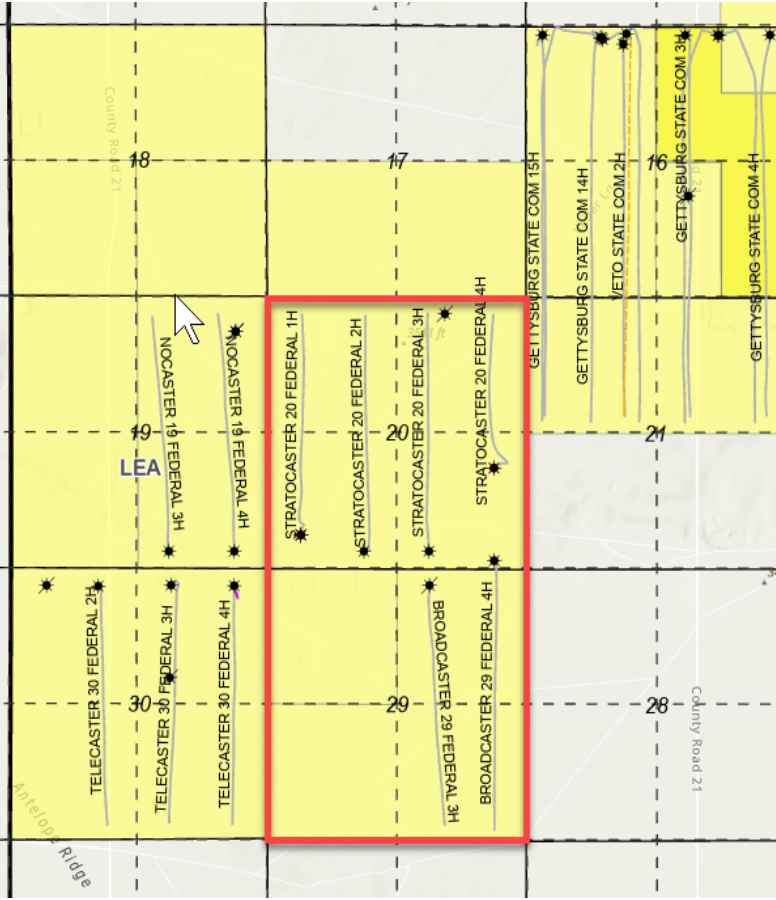 County Road 21
18
17
16
GETTYSBURG STATE COM 15H
GETTYSBURG STATE COM 14H
VETO STATE COM 2H
GETTYSBURG STATE COM 3H
GETTYSBURG STATE COM 4H
NOCASTER 19 FEDERAL 3H
NOCASTER 19 FEDERAL 4H
STRATOCASTER 20 FEDERAL 1H
STRATOCASTER 20 FEDERAL 2H
STRATOCASTER 20 FEDERAL 3H
STRATOCASTER 20 FEDERAL 4H
19
20
21
LEA
TELECASTER 30 FEDERAL 2H
TELECASTER 30 FEDERAL 3H
TELECASTER 30 FEDERAL 4H
BROADCASTER 29 FEDERAL 3H
BROADCASTER 29 FEDERAL 4H
30
29
28
County Road 21
Antelope Ridge